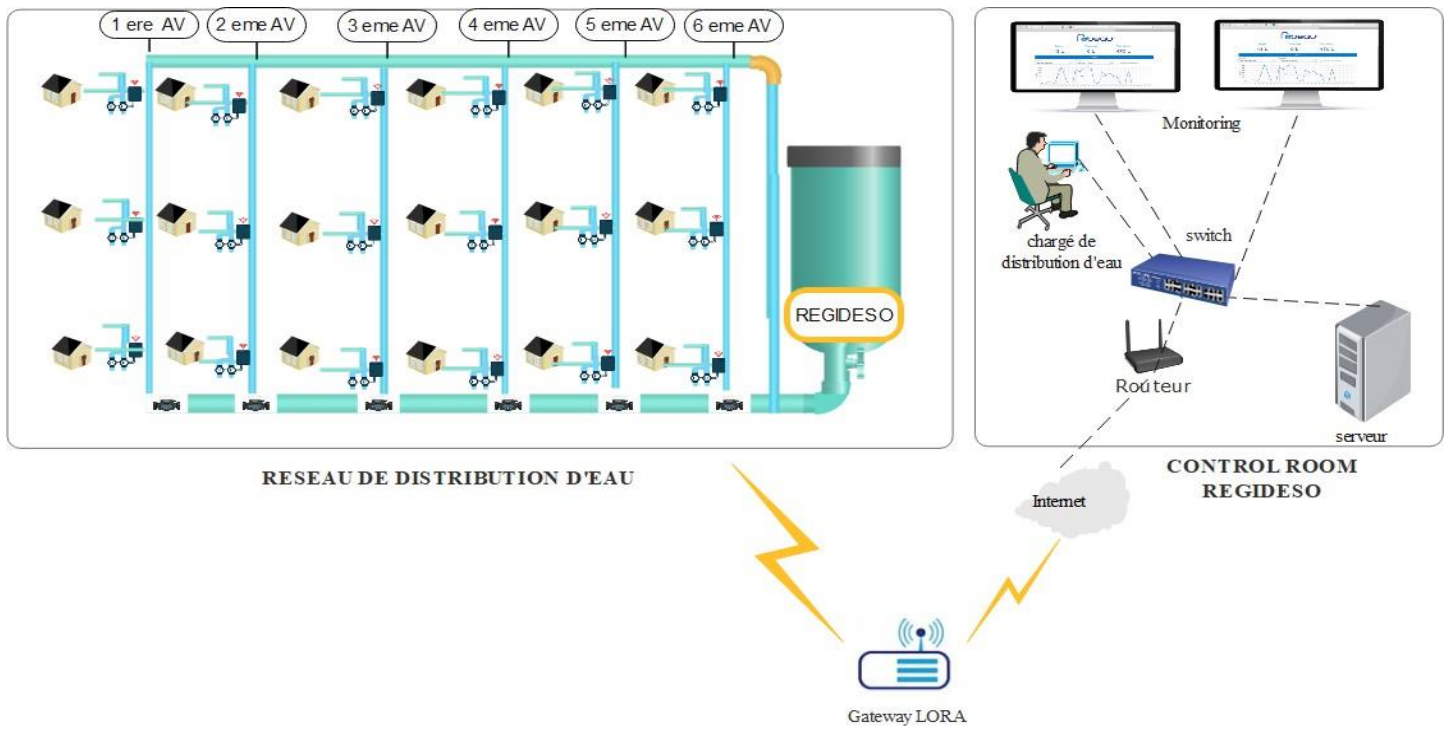 1 ere AV
2 eme AV
3 eme AV
4 eme AV
5 eme AV
6 eme AV
REGIDESO
RESEAU DE DISTRIBUTION D'EAU
Monitoring
chargé de
distribution d'eau
switch
Routeur
serveur
CONTROL ROOM
REGIDESO
Internet
Gateway LORA